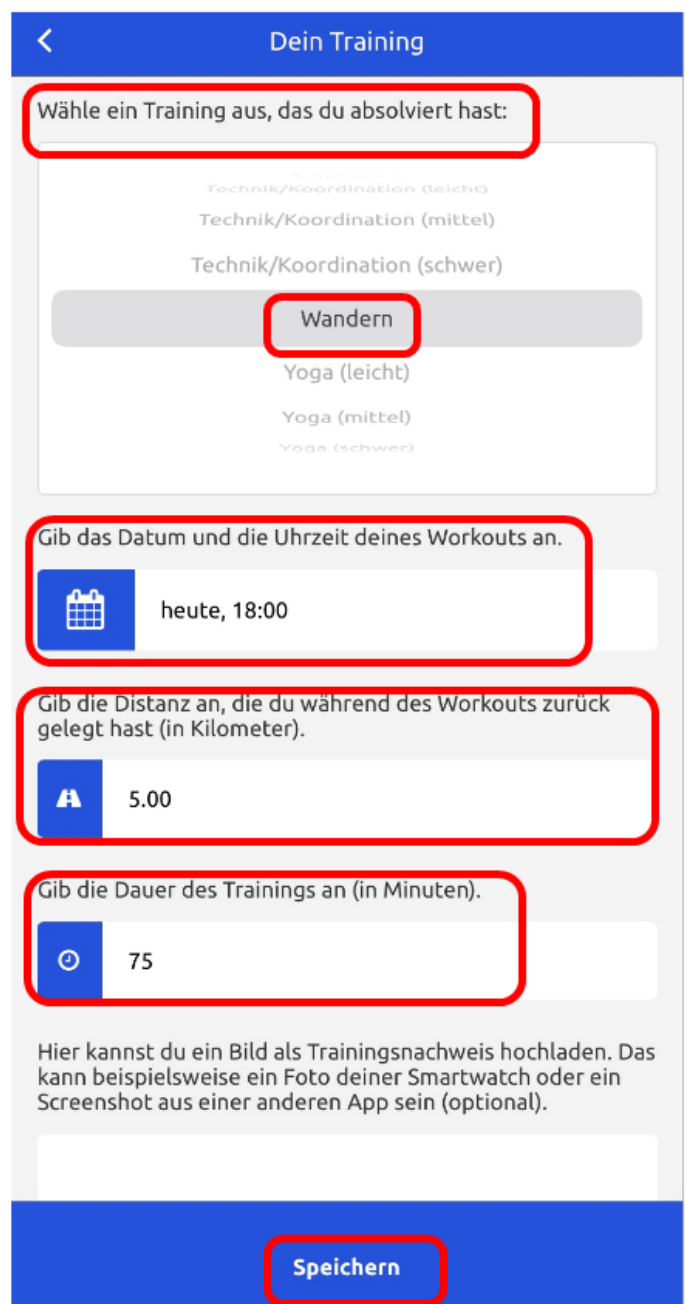 Dein Training
Wähle ein Training aus, das du absolviert hast:
Technik/Koordination (leicht)
Technik/Koordination (mittel)
Technik/Koordination (schwer)
Wandern
Yoga (leicht)
Yoga (mittel)
Yoga (schwer)
Gib das Datum und die Uhrzeit deines Workouts an.
heute, 18:00
Gib die Distanz an, die du während des Workouts zurück
gelegt hast (in Kilometer).
5.00
Gib die Dauer des Trainings an (in Minuten).
75
Hier kannst du ein Bild als Trainingsnachweis hochladen. Das
kann beispielsweise ein Foto deiner Smartwatch oder ein
Screenshot aus einer anderen App sein (optional).
Speichern